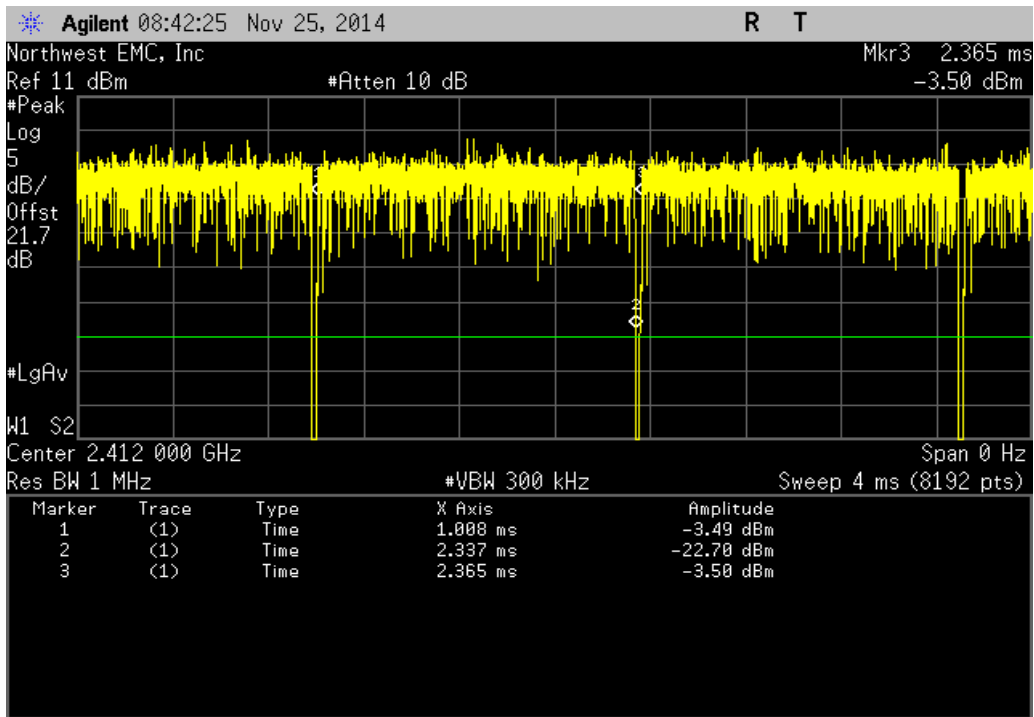 Agilent 08:42:25 Nov 25, 2014 R T
Northwest EMC, Inc Mkr3 2.365 ms
Ref 11 dBm #Atten 10 dB -3.50 dBm
#Peak
Log
5
dB/
Offst
21.7
dB
2
#LgAv
W1 S2
Center 2.412 000 GHz Span 0 Hz
Res BW 1 MHz #VBW 300 kHz Sweep 4 ms (8192 pts)
Marker Trace Type X Axis Amplitude
1 (1) Time 1.008 ms -3.49 dBm
2 (1) Time 2.337 ms -22.70 dBm
3 (1) Time 2.365 ms -3.50 dBm